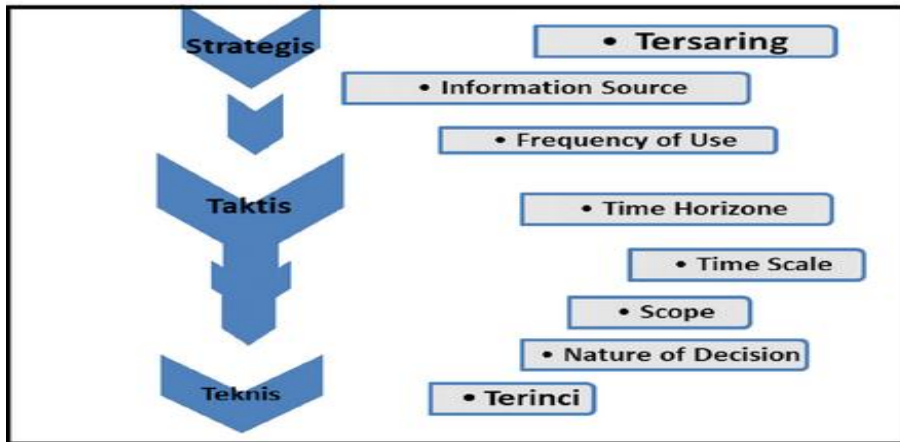 Strategis
• Tersaring
• Information Source
• Frequency of Use
Taktis
• Time Horizone
• Time Scale
• Scope
• Nature of Decision
Teknis
• Terinci